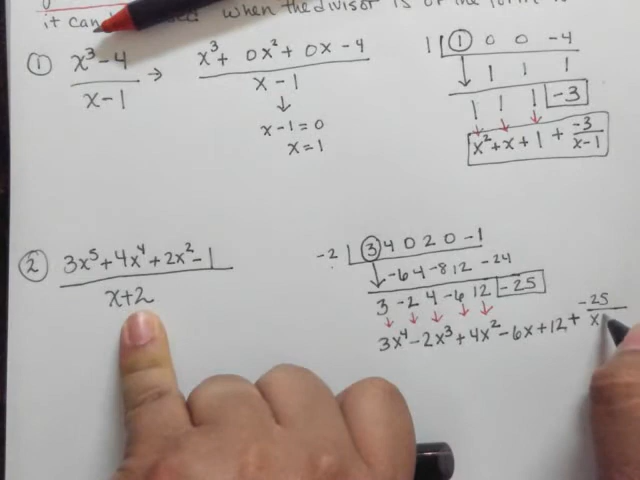 it can when the divisor is of the form
① x³-4 / x-1 → x³ + 0x² + 0x - 4 / x - 1
↓
x-1=0
x=1
1 | 1 0 0 -4
↓ 1 1 1
1 1 1 -3
x² + x + 1 + -3/x-1
② 3x⁵+4x⁴+2x²-1 / x+2
-2 | 3 4 0 2 0 -1
↓ -6 4 -8 12 -24
3 -2 4 -6 12 -25
3x⁴-2x³+4x²-6x+12+ -25/x